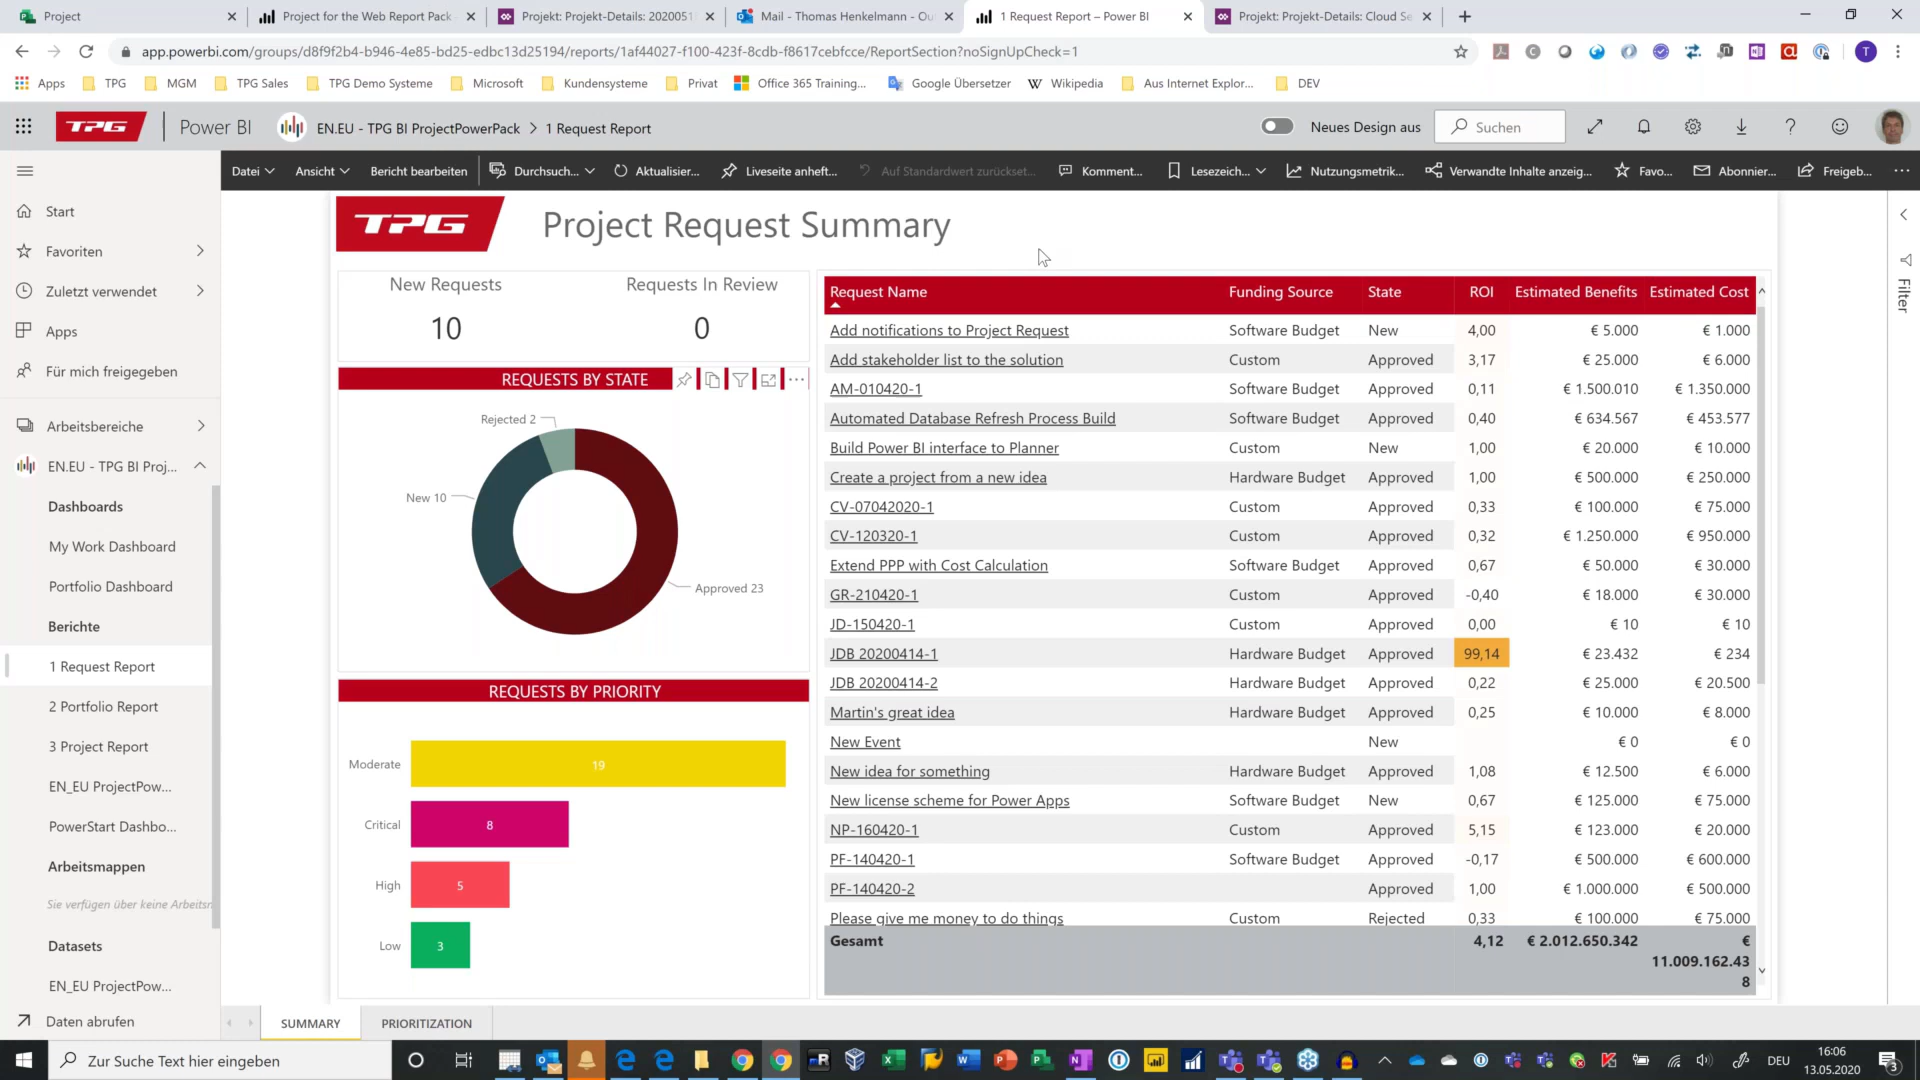 Project
Project for the Web Report Pack
Projekt: Projekt-Details: 2020051
Mail - Thomas Henkelmann - Ou
1 Request Report – Power BI
Projekt: Projekt-Details: Cloud Se
app.powerbi.com/groups/d8f9f2b4-b946-4e85-bd25-edbc13d25194/reports/1af44027-f100-423f-8cdb-f8617cebfcce/ReportSection?noSignUpCheck=1
Apps TPG MGM TPG Sales TPG Demo Systeme Microsoft Kundensysteme Privat Office 365 Training... Google Übersetzer Wikipedia Aus Internet Explor... DEV
TPG Power BI EN.EU - TPG BI ProjectPowerPack > 1 Request Report Neues Design aus Suchen
Datei Ansicht Bericht bearbeiten Durchsuch... Aktualisier... Liveseite anheft... Auf Standardwert zurückset... Komment... Lesezeich... Nutzungsmetrik... Verwandte Inhalte anzeig... Favo... Abonnier... Freigeb...
Start
Favoriten
Zuletzt verwendet
Apps
Für mich freigegeben
Arbeitsbereiche
EN.EU - TPG BI Proj...
Dashboards
My Work Dashboard
Portfolio Dashboard
Berichte
1 Request Report
2 Portfolio Report
3 Project Report
EN_EU ProjectPow...
PowerStart Dashbo...
Arbeitsmappen
Sie verfügen über keine Arbeitsn
Datasets
EN_EU ProjectPow...
Daten abrufen
TPG Project Request Summary
New Requests
10
Requests In Review
0
REQUESTS BY STATE
Rejected 2
New 10
Approved 23
REQUESTS BY PRIORITY
Moderate 19
Critical 8
High 5
Low 3
Request Name Funding Source State ROI Estimated Benefits Estimated Cost
Add notifications to Project Request Software Budget New 4,00 € 5.000 € 1.000
Add stakeholder list to the solution Custom Approved 3,17 € 25.000 € 6.000
AM-010420-1 Software Budget Approved 0,11 € 1.500.010 € 1.350.000
Automated Database Refresh Process Build Software Budget Approved 0,40 € 634.567 € 453.577
Build Power BI interface to Planner Custom New 1,00 € 20.000 € 10.000
Create a project from a new idea Hardware Budget Approved 1,00 € 500.000 € 250.000
CV-07042020-1 Custom Approved 0,33 € 100.000 € 75.000
CV-120320-1 Custom Approved 0,32 € 1.250.000 € 950.000
Extend PPP with Cost Calculation Software Budget Approved 0,67 € 50.000 € 30.000
GR-210420-1 Custom Approved -0,40 € 18.000 € 30.000
JD-150420-1 Custom Approved 0,00 € 10 € 10
JDB 20200414-1 Hardware Budget Approved 99,14 € 23.432 € 234
JDB 20200414-2 Hardware Budget Approved 0,22 € 25.000 € 20.500
Martin's great idea Hardware Budget Approved 0,25 € 10.000 € 8.000
New Event New € 0 € 0
New idea for something Hardware Budget Approved 1,08 € 12.500 € 6.000
New license scheme for Power Apps Software Budget New 0,67 € 125.000 € 75.000
NP-160420-1 Custom Approved 5,15 € 123.000 € 20.000
PF-140420-1 Software Budget Approved -0,17 € 500.000 € 600.000
PF-140420-2 Approved 1,00 € 1.000.000 € 500.000
Please give me money to do things Custom Rejected 0,33 € 100.000 € 75.000
Gesamt 4,12 € 2.012.650.342 €
11.009.162.43
8
Filter
SUMMARY PRIORITIZATION
Zur Suche Text hier eingeben
DEU
16:06
13.05.2020
3